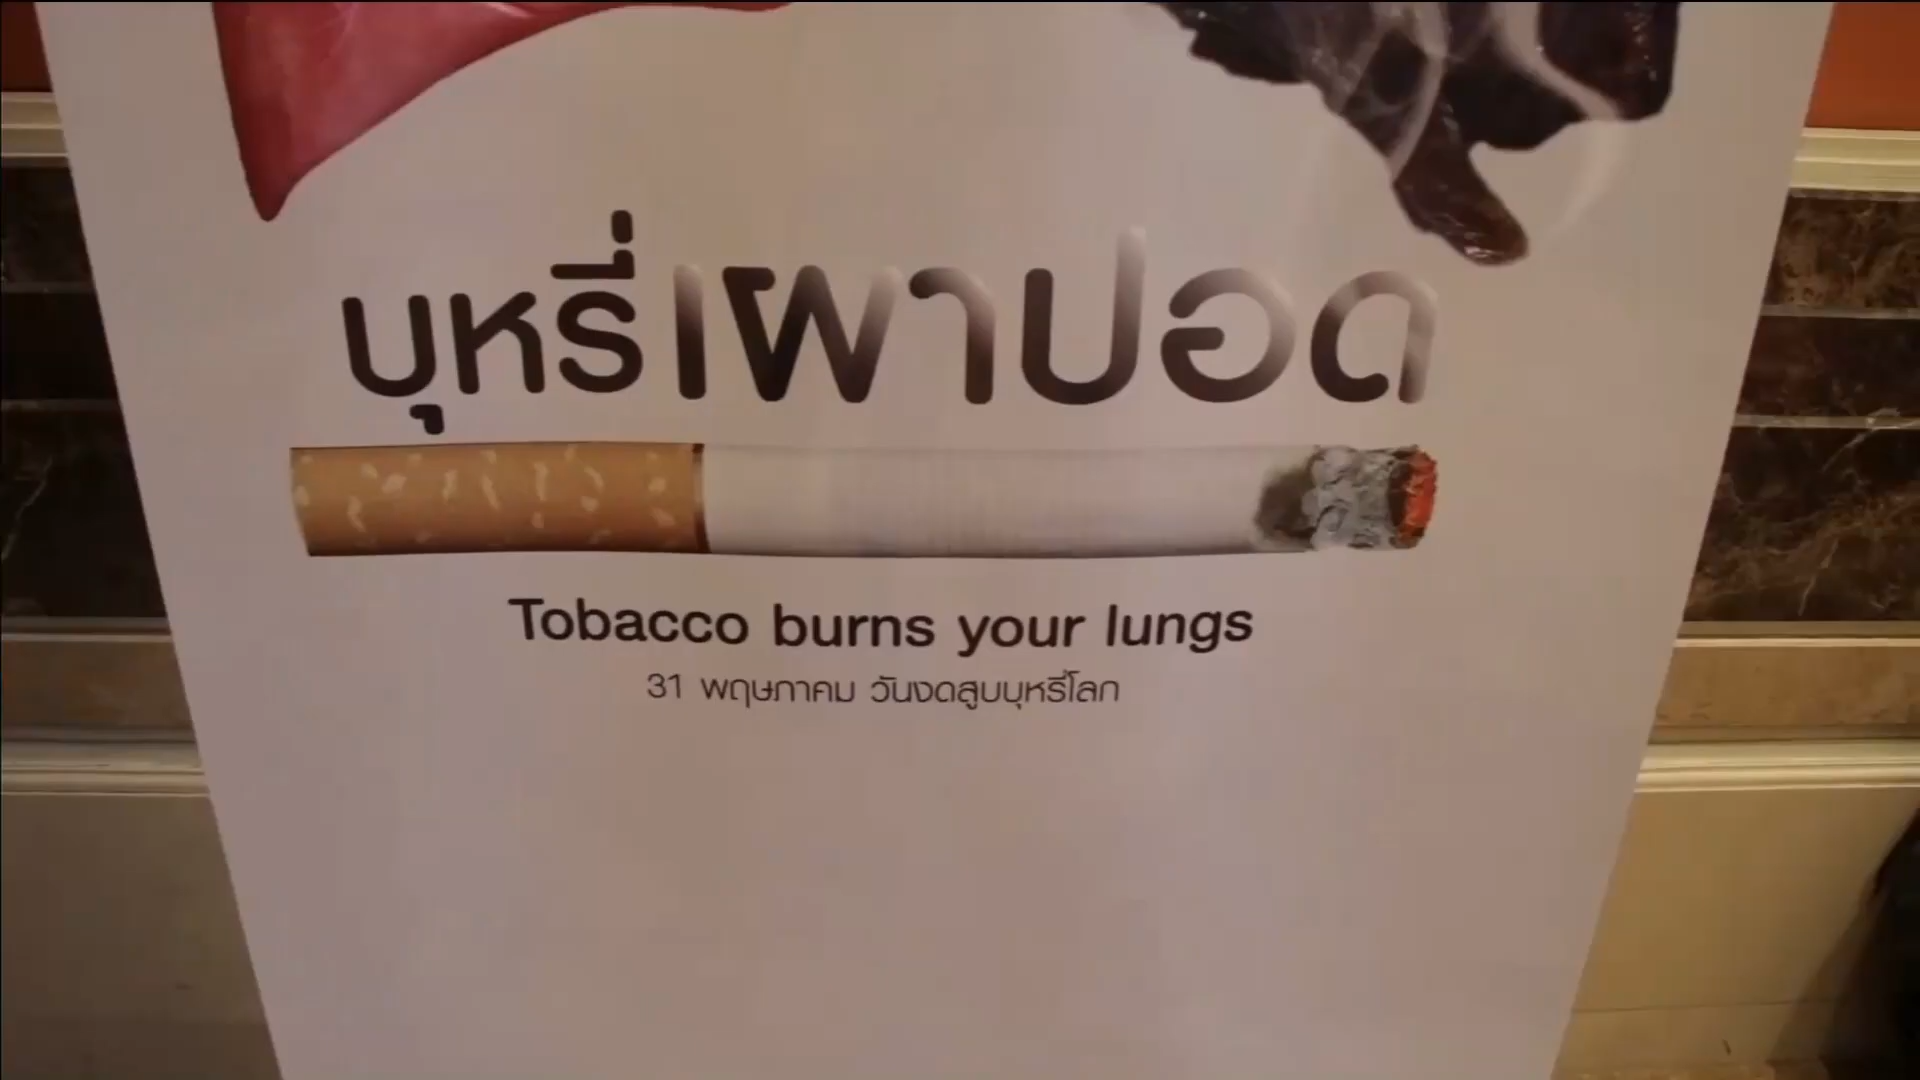 บุหรี่เผาปอด
Tobacco burns your lungs
31 พฤษภาคม วันงดสูบบุหรี่โลก